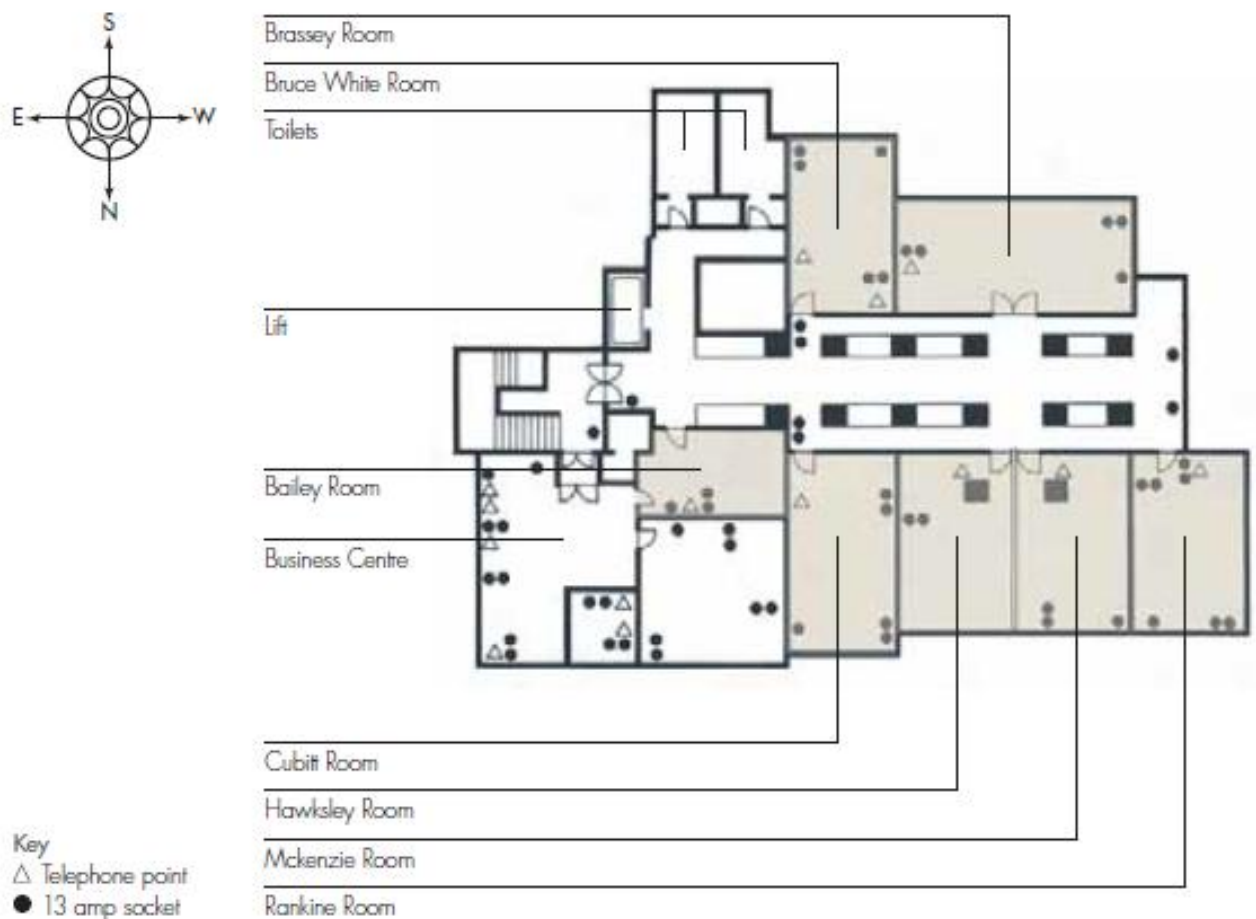 S
E
W
N
Brassey Room
Bruce White Room
Toilets
Lift
Bailey Room
Business Centre
Cubitt Room
Hawksley Room
Mckenzie Room
Rankine Room
Key
Telephone point
13 amp socket